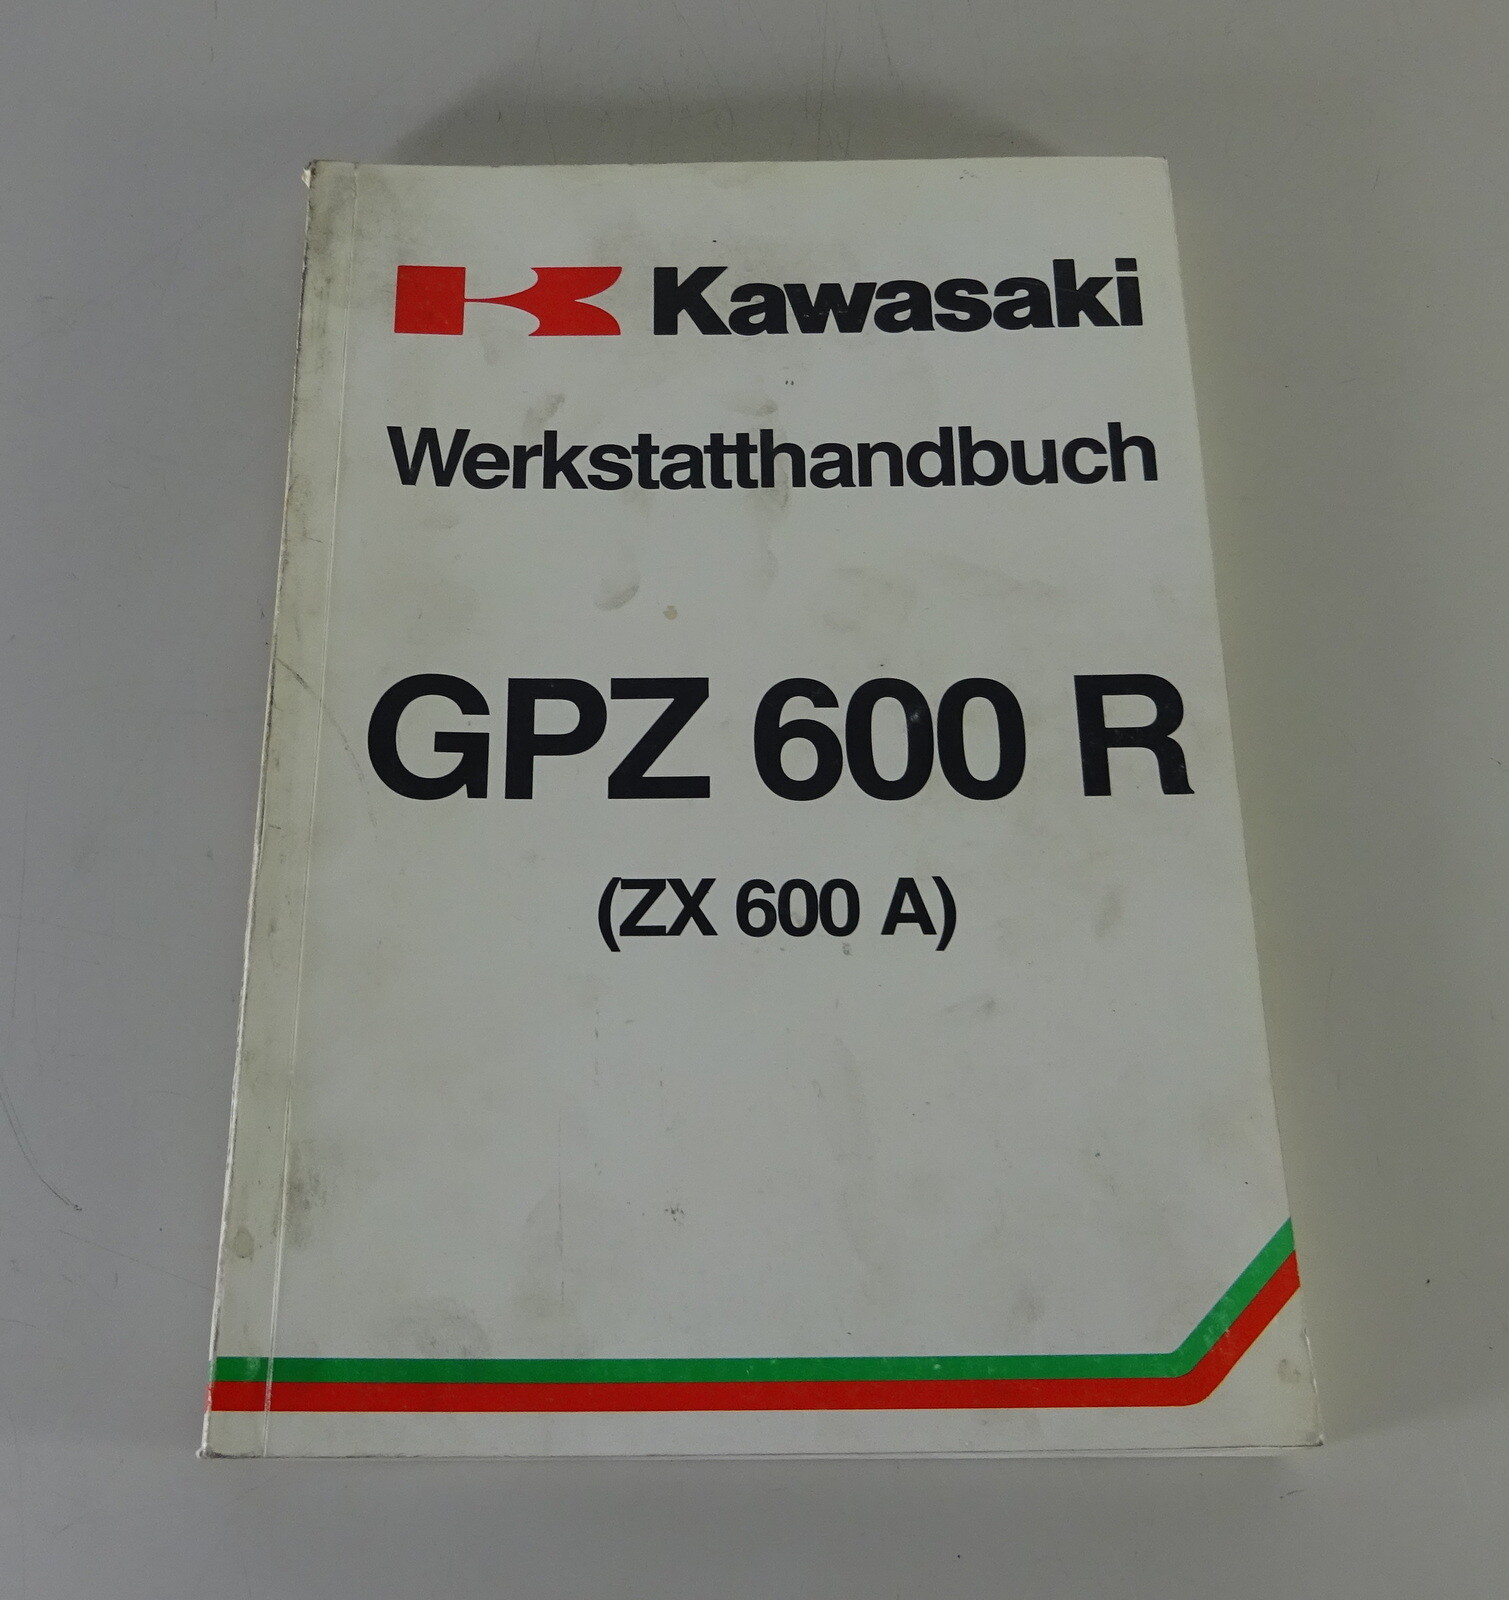 Kawasaki
Werkstatthandbuch
GPZ 600 R
(ZX 600 A)